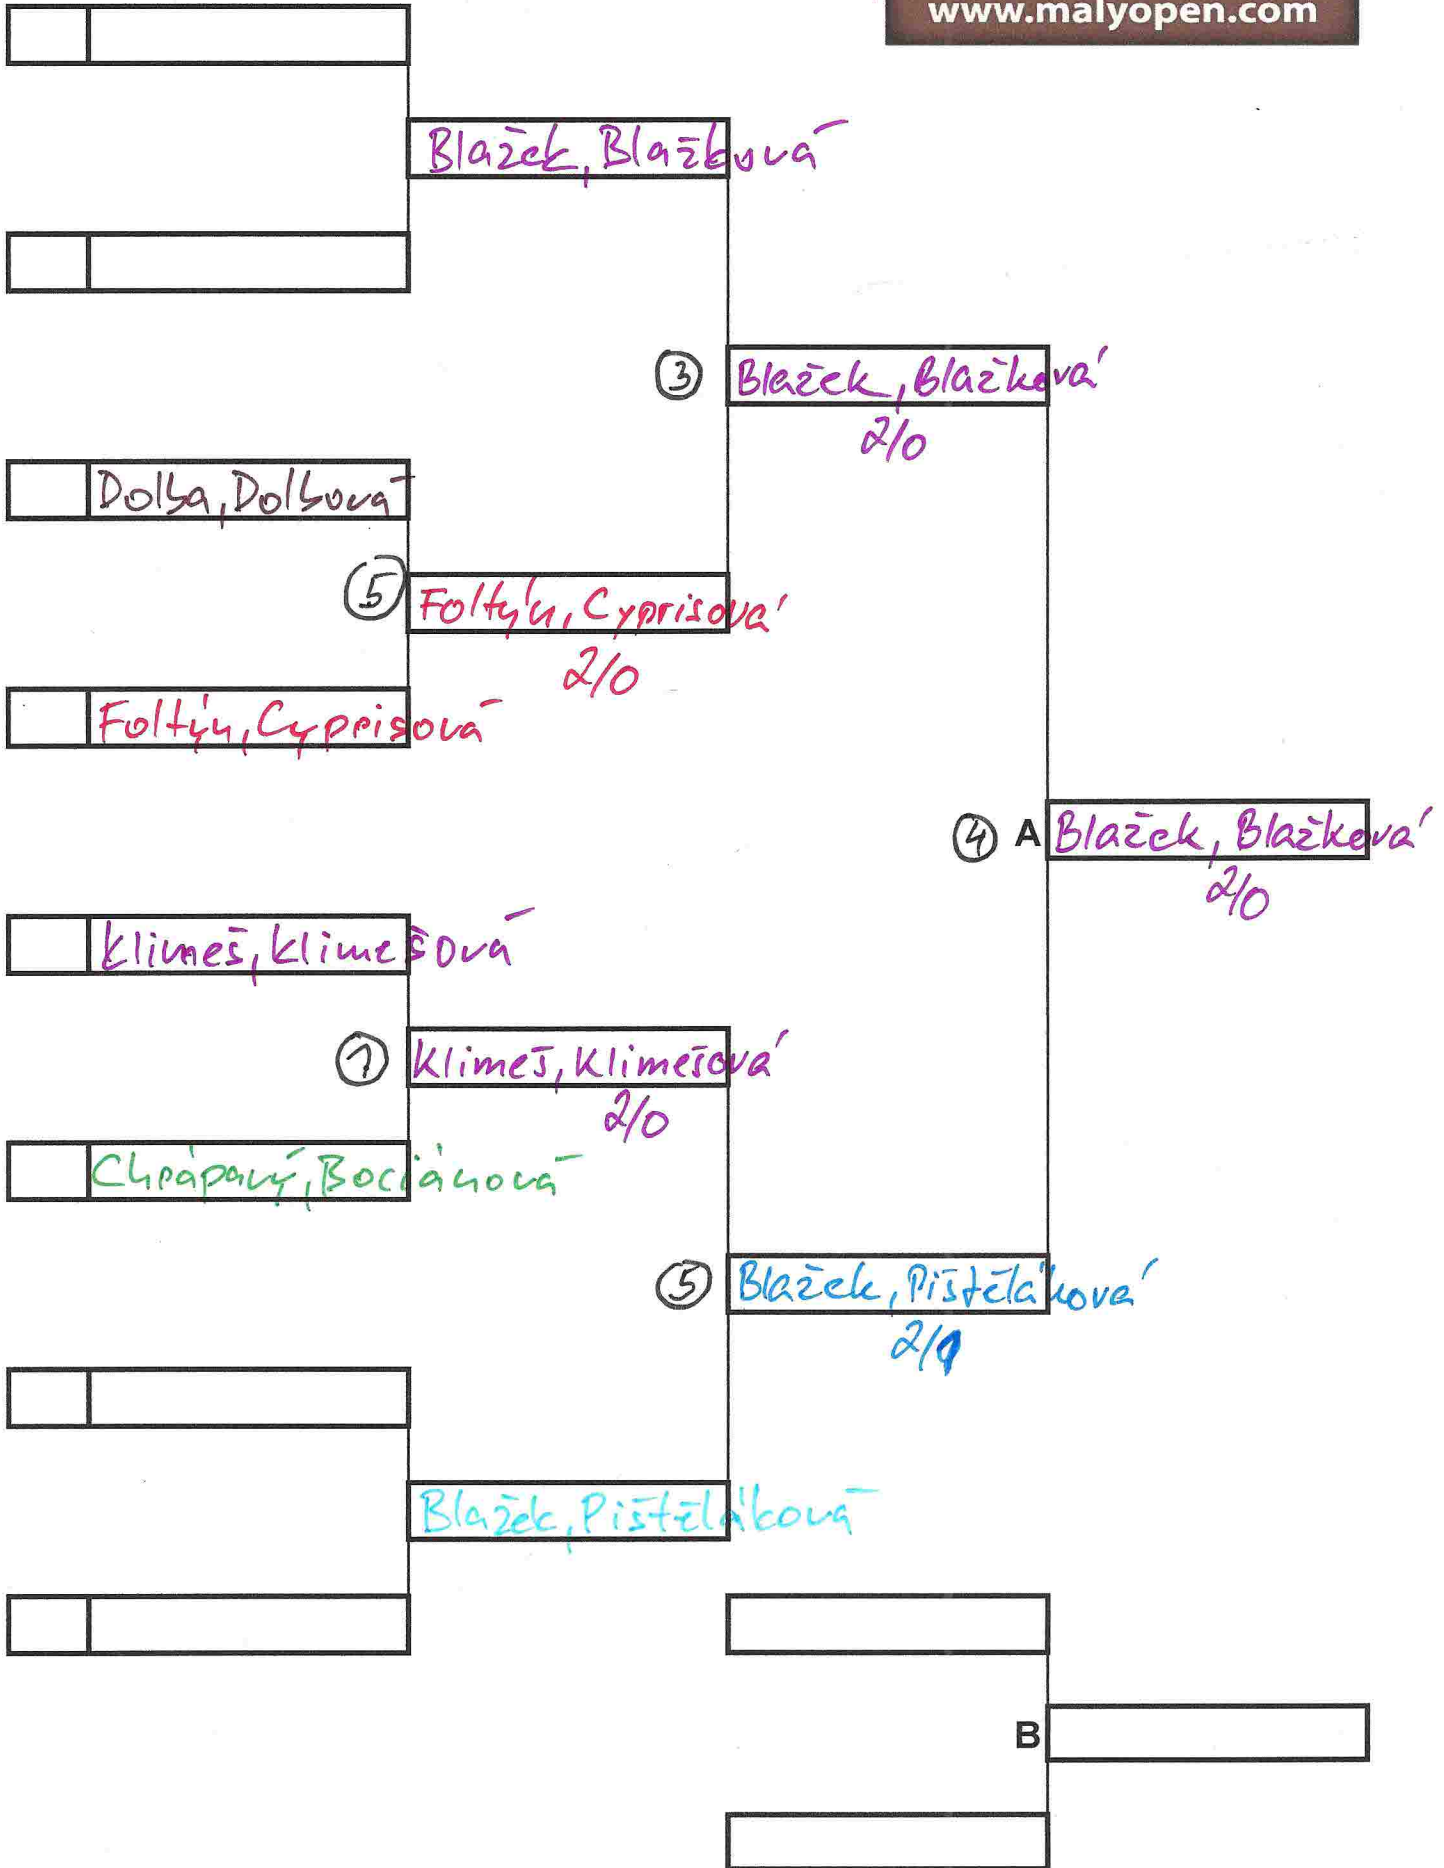 www.malyopen.com
Blažek, Blažková
③ Blažek, Blažková
2/0
Dolba, Dolbová
⑤ Foltýn, Cyprisová
2/0
Foltýn, Cyprisová
④ A Blažek, Blažková
2/0
Klimeš, Klimešová
① Klimeš, Klimešová
2/0
Chrápavý, Bociánová
⑤ Blažek, Pištěláková
2/1
Blažek, Pištěláková
B